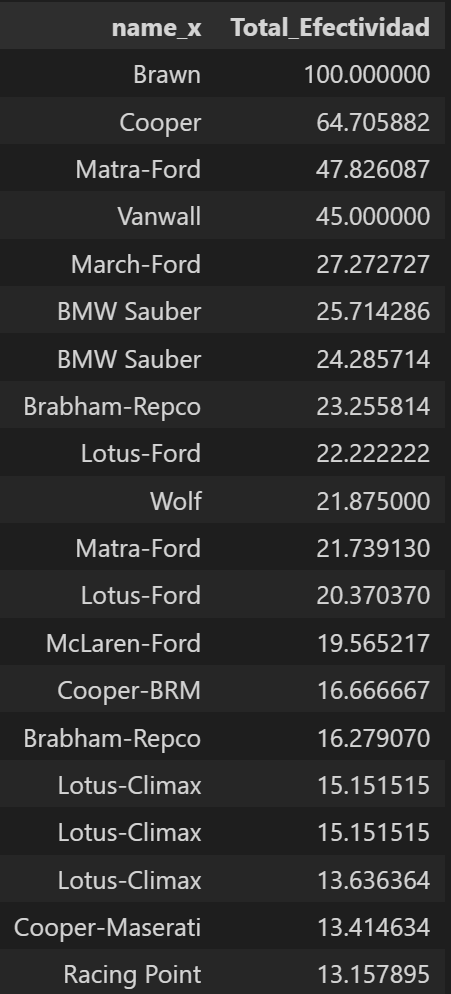 name_x Total_Efectividad
Brawn 100.000000
Cooper 64.705882
Matra-Ford 47.826087
Vanwall 45.000000
March-Ford 27.272727
BMW Sauber 25.714286
BMW Sauber 24.285714
Brabham-Repco 23.255814
Lotus-Ford 22.222222
Wolf 21.875000
Matra-Ford 21.739130
Lotus-Ford 20.370370
McLaren-Ford 19.565217
Cooper-BRM 16.666667
Brabham-Repco 16.279070
Lotus-Climax 15.151515
Lotus-Climax 15.151515
Lotus-Climax 13.636364
Cooper-Maserati 13.414634
Racing Point 13.157895